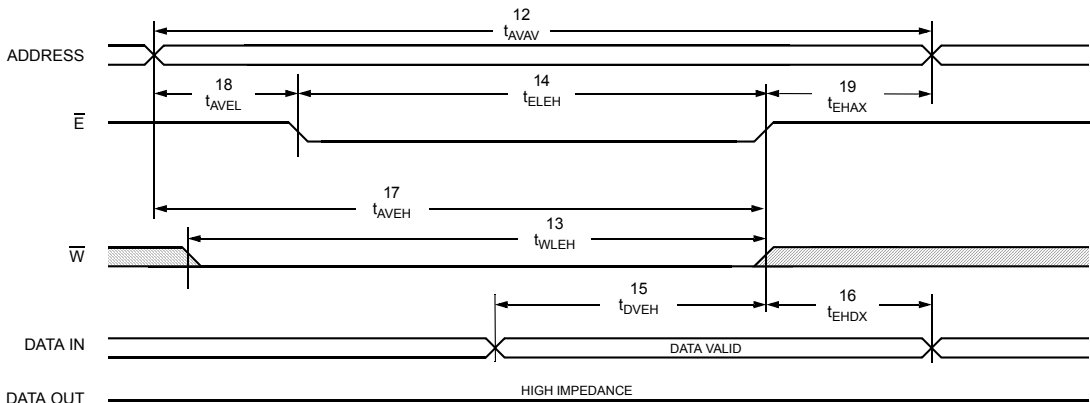 12
tAVAV
ADDRESS
18
tAVEL
14
tELEH
19
tEHAX
E̅
17
tAVEH
13
tWLEH
W̅
15
tDVEH
16
tEHDX
DATA IN
DATA VALID
DATA OUT
HIGH IMPEDANCE